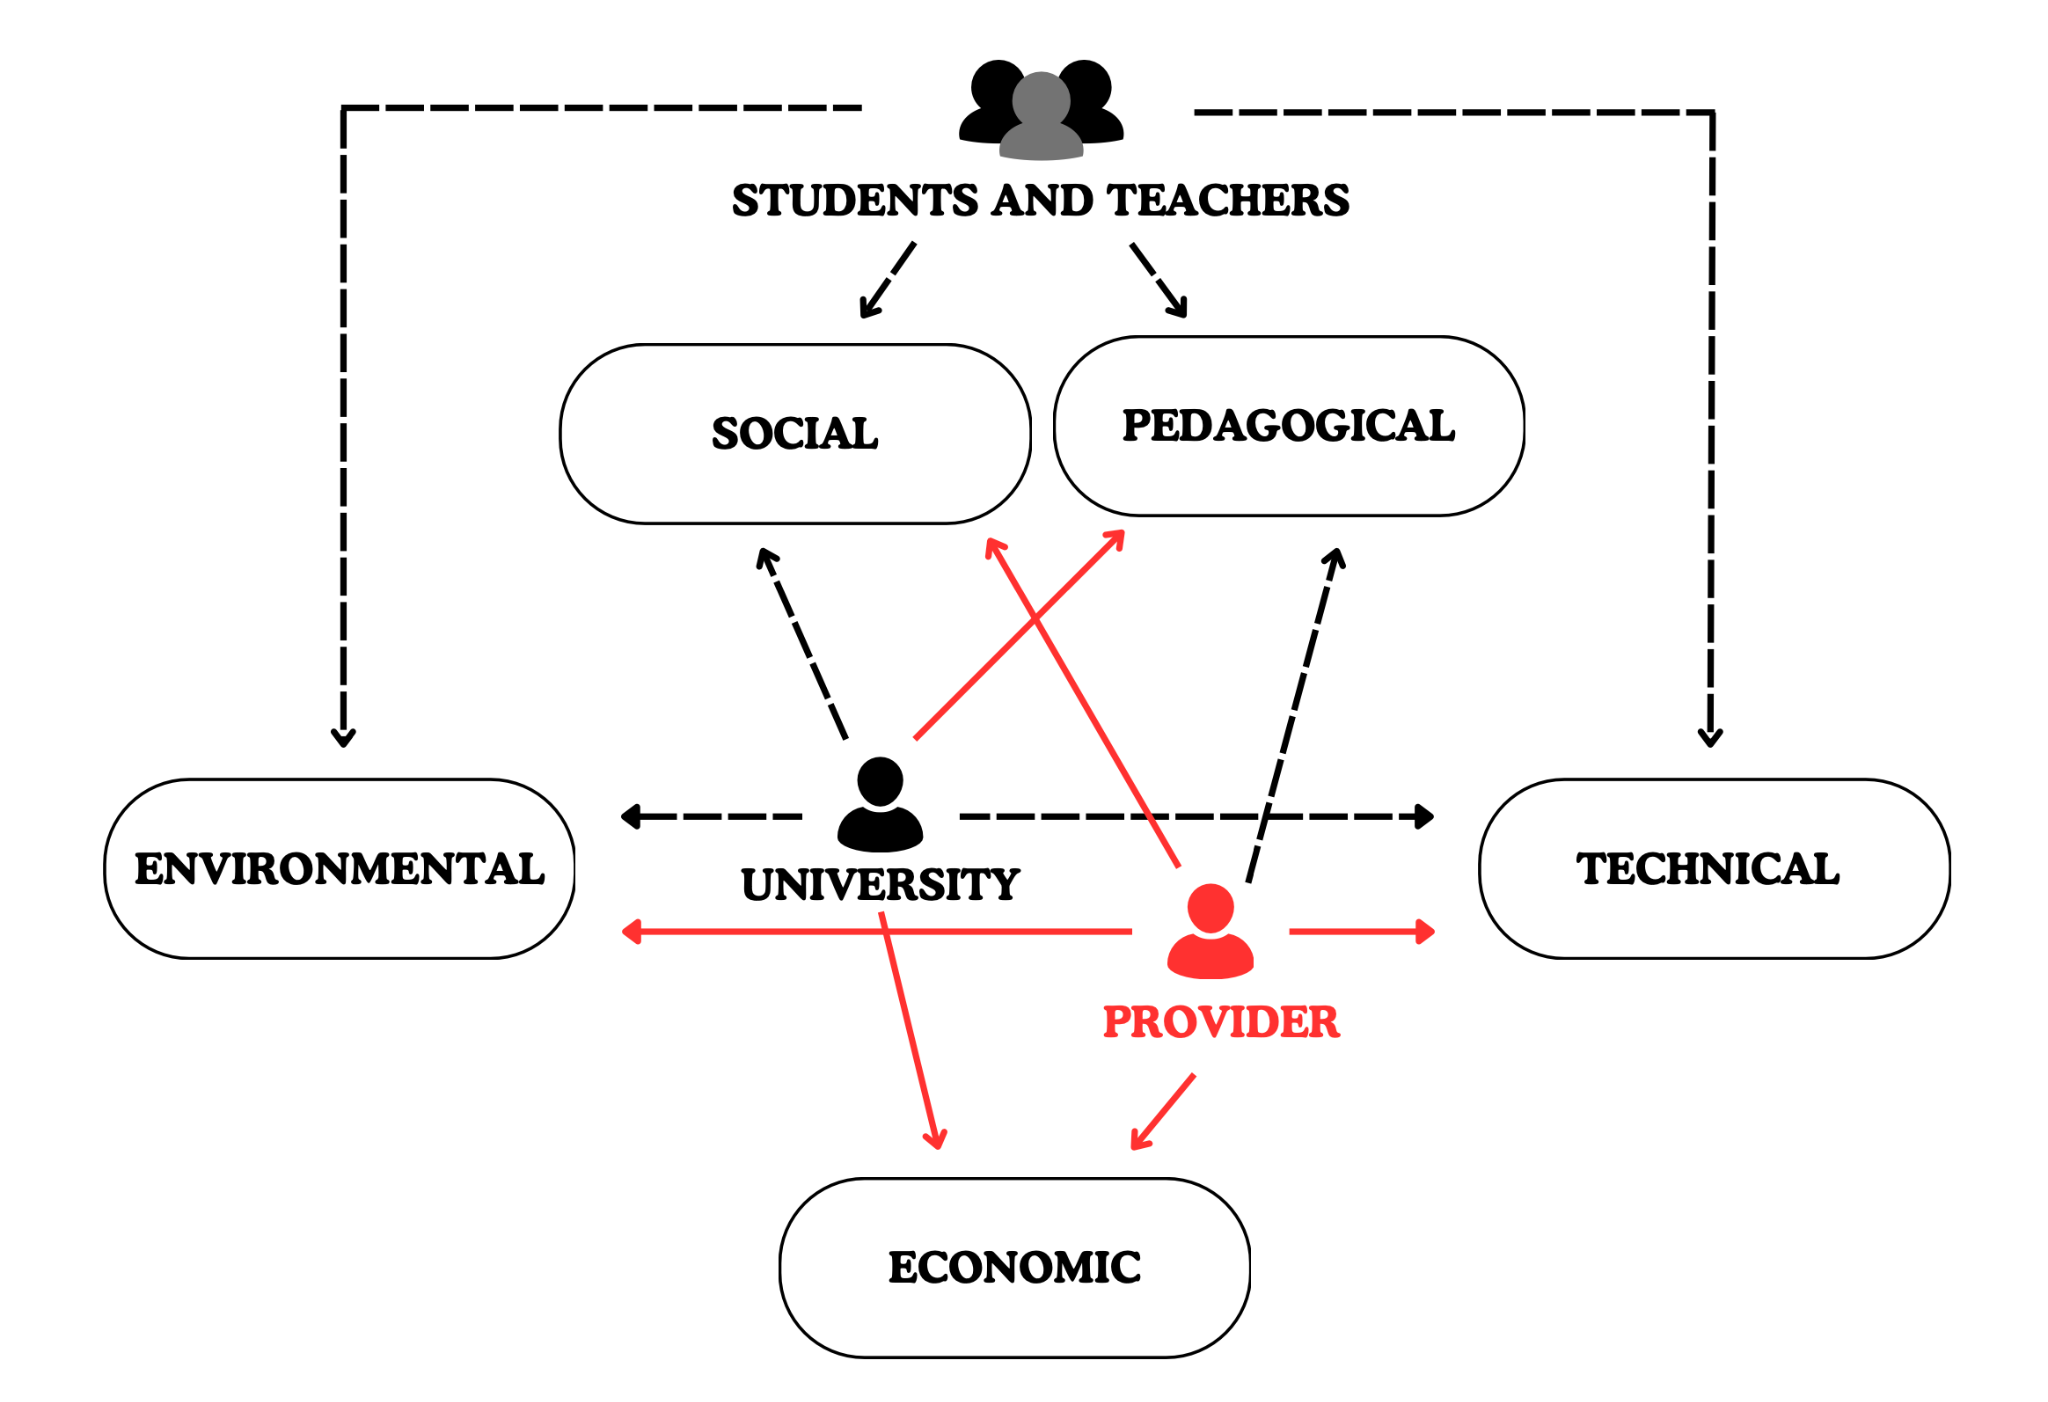 STUDENTS AND TEACHERS
SOCIAL
PEDAGOGICAL
ENVIRONMENTAL
UNIVERSITY
TECHNICAL
PROVIDER
ECONOMIC